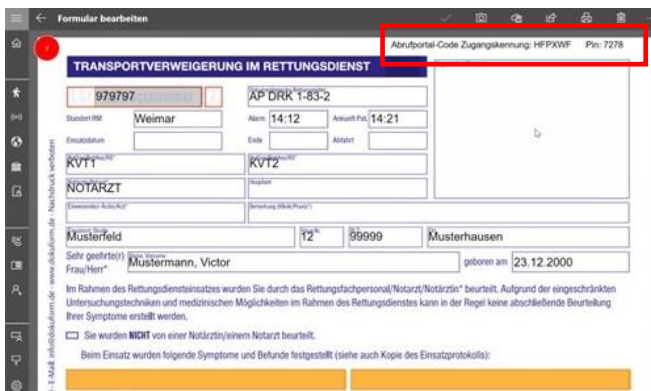 Formular bearbeiten
Abrufportal-Code Zugangskennung: HFPXWF Pin: 7278
TRANSPORTVERWEIGERUNG IM RETTUNGSDIENST
979797
AP DRK 1-83-2
Standort RM Weimar Alarm 14:12 Ankunft Pat. 14:21
Einsatzdatum Ende Abfahrt
KVT1 KVT2
NOTARZT
Musterfeld 12 99999 Musterhausen
Sehr geehrte(r) Frau/Herr* Mustermann, Victor geboren am 23.12.2000
Im Rahmen des Rettungsdiensteinsatzes wurden Sie durch das Rettungsfachpersonal/Notarzt/Notärztin* beurteilt. Aufgrund der eingeschränkten
Untersuchungstechniken und medizinischen Möglichkeiten im Rahmen des Rettungsdienstes kann in der Regel keine abschließende Beurteilung
Ihrer Symptome erstellt werden.
Sie wurden NICHT von einer Notärztin/einem Notarzt beurteilt.
Beim Einsatz wurden folgende Symptome und Befunde festgestellt (siehe auch Kopie des Einsatzprotokolls):
E-Mail: info@dokuform.de - www.dokuform.de - Nachdruck verboten